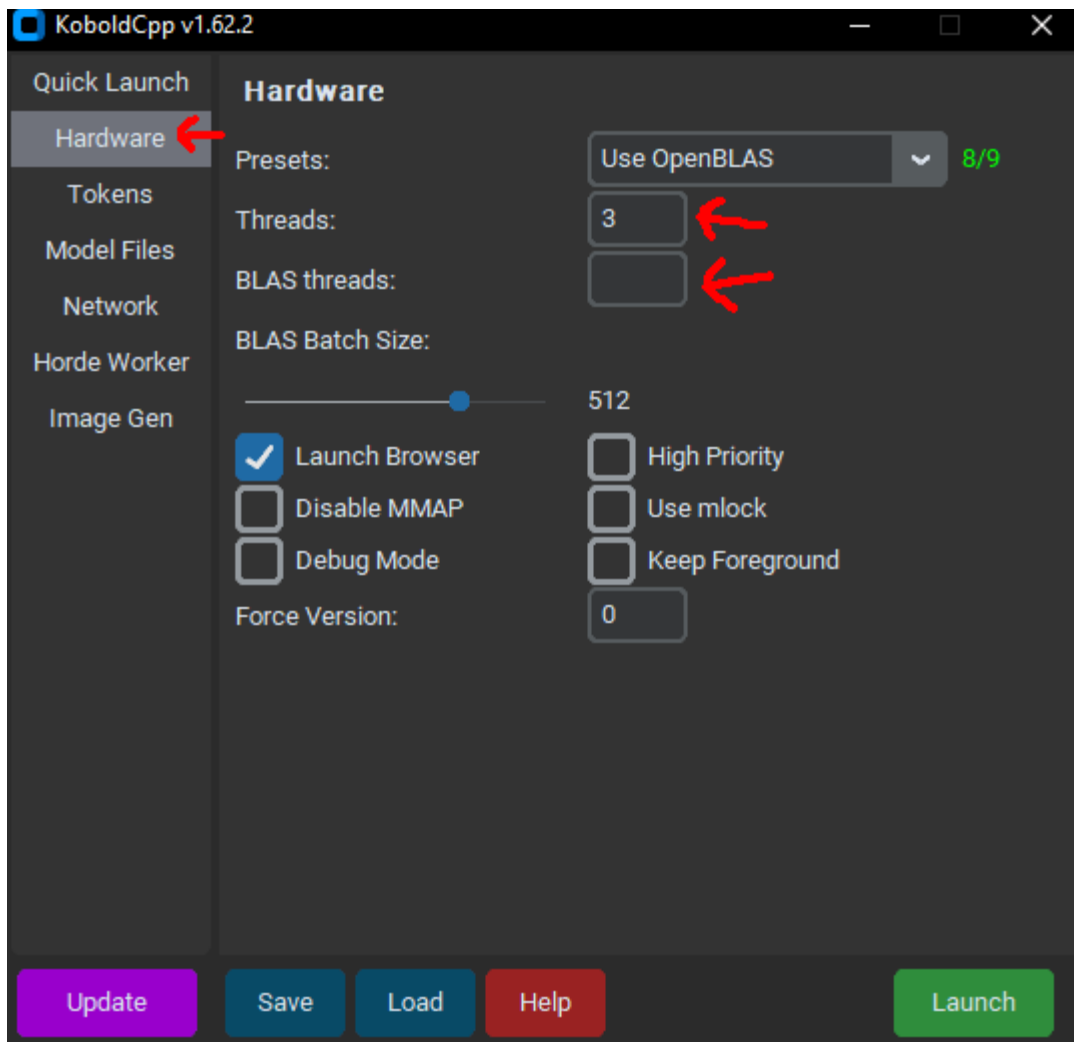 KoboldCpp v1.62.2
Quick Launch
Hardware
Tokens
Model Files
Network
Horde Worker
Image Gen
Hardware
Presets: Use OpenBLAS 8/9
Threads: 3
BLAS threads:
BLAS Batch Size:
512
Launch Browser High Priority
Disable MMAP Use mlock
Debug Mode Keep Foreground
Force Version: 0
Update Save Load Help Launch